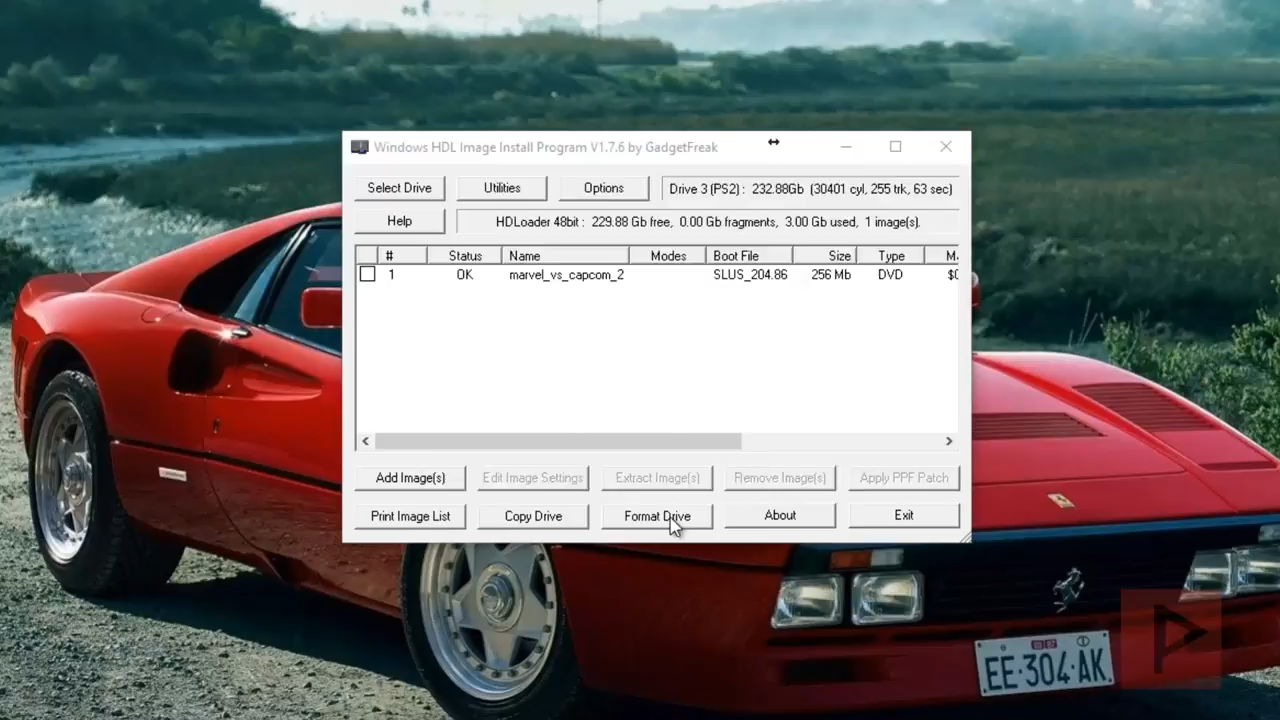 Windows HDL Image Install Program V1.7.6 by GadgetFreak
Select Drive Utilities Options Drive 3 (PS2) : 232.88Gb (30401 cyl, 255 trk, 63 sec)
Help HDLoader 48bit : 229.88 Gb free, 0.00 Gb fragments, 3.00 Gb used, 1 image(s).
# Status Name Modes Boot File Size Type
1 OK marvel_vs_capcom_2 SLUS_204.86 256 Mb DVD
Add Image(s) Edit Image Settings Extract Image(s) Remove Image(s) Apply PPF Patch
Print Image List Copy Drive Format Drive About Exit
EE·304·AK